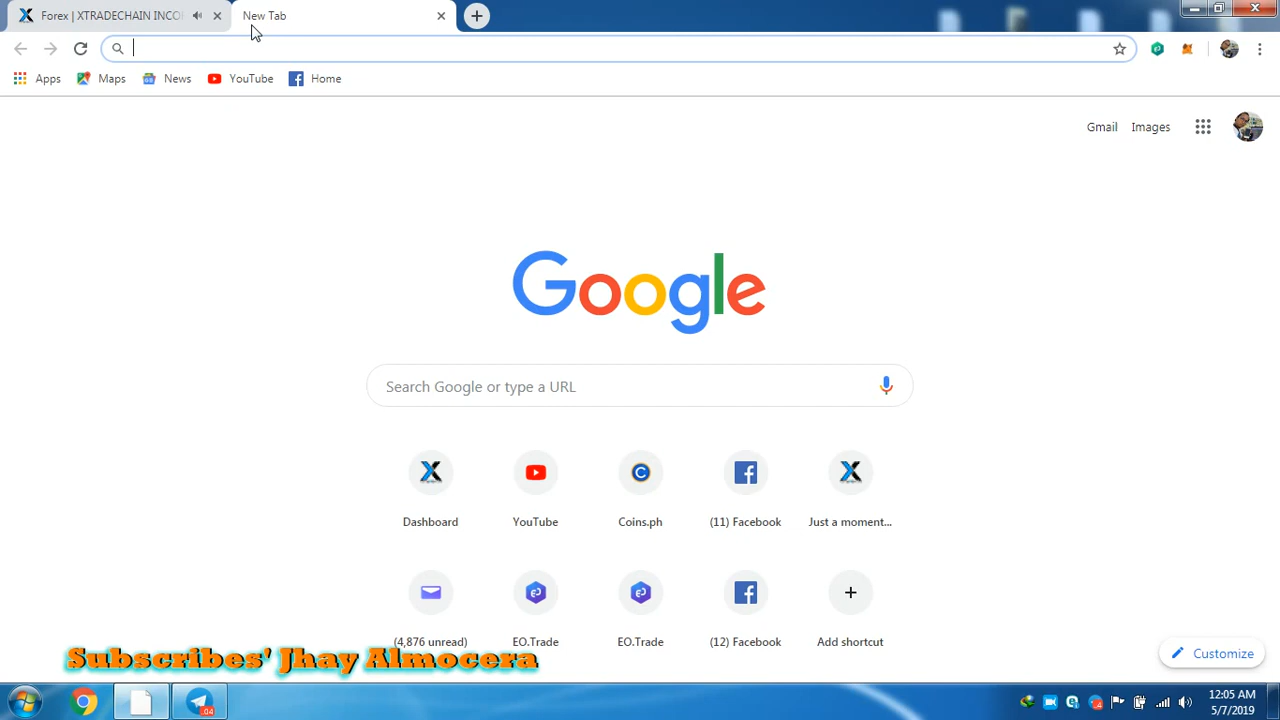 Forex | XTRADECHAIN INCO
New Tab
Apps
Maps
News
YouTube
Home
Gmail
Images
Google
Search Google or type a URL
Dashboard
YouTube
Coins.ph
(11) Facebook
Just a moment...
(4,876 unread)
EO.Trade
EO.Trade
(12) Facebook
Add shortcut
Customize
Subscribes' Jhay Almocera
12:05 AM
5/7/2019